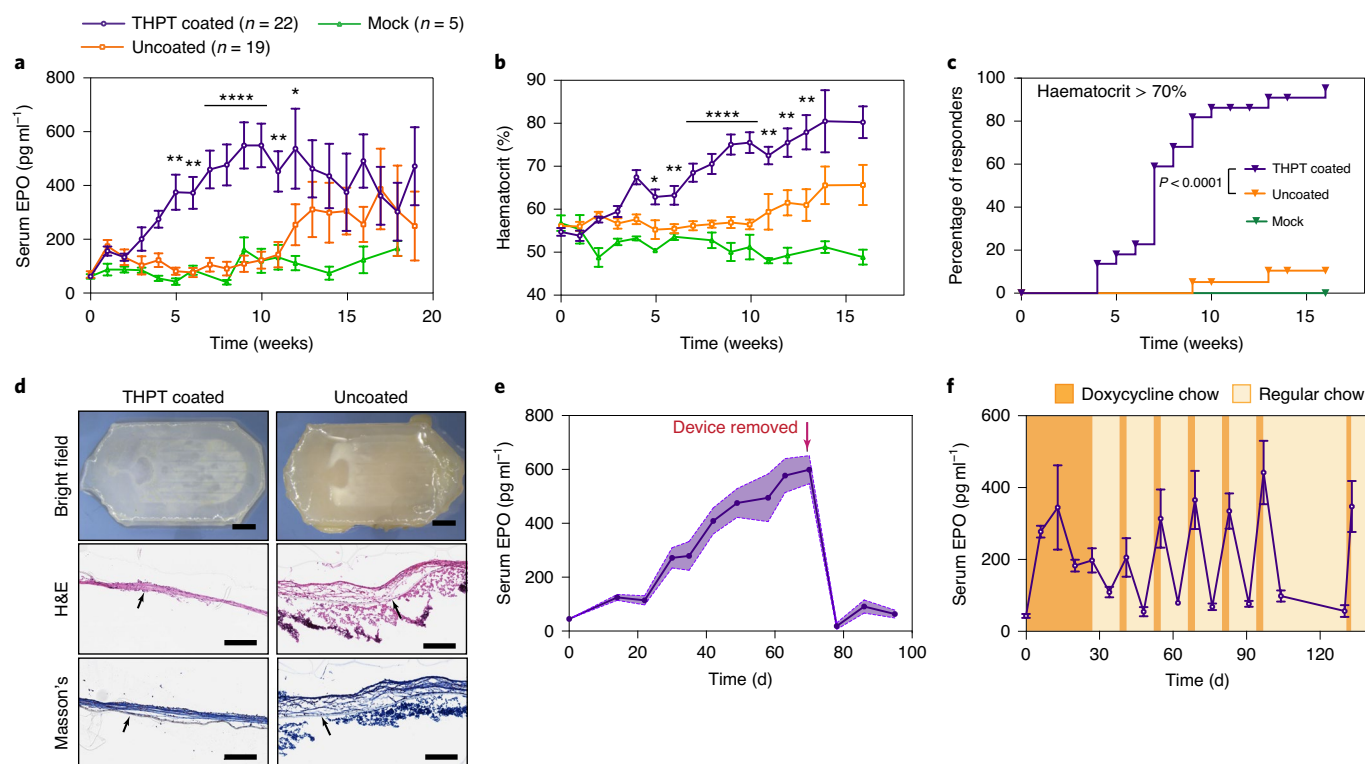 THPT coated (n = 22)
Mock (n = 5)
Uncoated (n = 19)
a
Serum EPO (pg ml⁻¹)
800
600
400
200
0
** **
****
**
*
0 5 10 15 20
Time (weeks)
b
Haematocrit (%)
90
80
70
60
50
40
*
**
****
**
**
**
0 5 10 15
Time (weeks)
c
Percentage of responders
100
80
60
40
20
0
Haematocrit > 70%
THPT coated
P < 0.0001
Uncoated
Mock
0 5 10 15
Time (weeks)
d
THPT coated
Uncoated
Bright field
H&E
Masson's
e
Serum EPO (pg ml⁻¹)
800
600
400
200
0
Device removed
0 20 40 60 80 100
Time (d)
f
Doxycycline chow
Regular chow
Serum EPO (pg ml⁻¹)
600
400
200
0
0 30 60 90 120
Time (d)